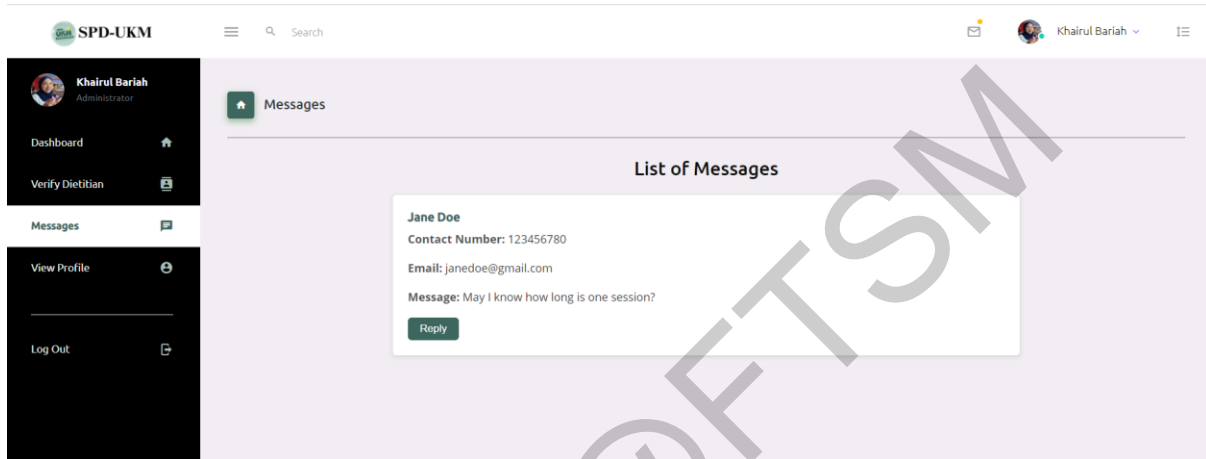 SPD-UKM
Search
Khairul Bariah
Khairul Bariah
Administrator
Dashboard
Verify Dietitian
Messages
View Profile
Log Out
Messages
List of Messages
Jane Doe
Contact Number: 123456780
Email: janedoe@gmail.com
Message: May I know how long is one session?
Reply
@FTSM